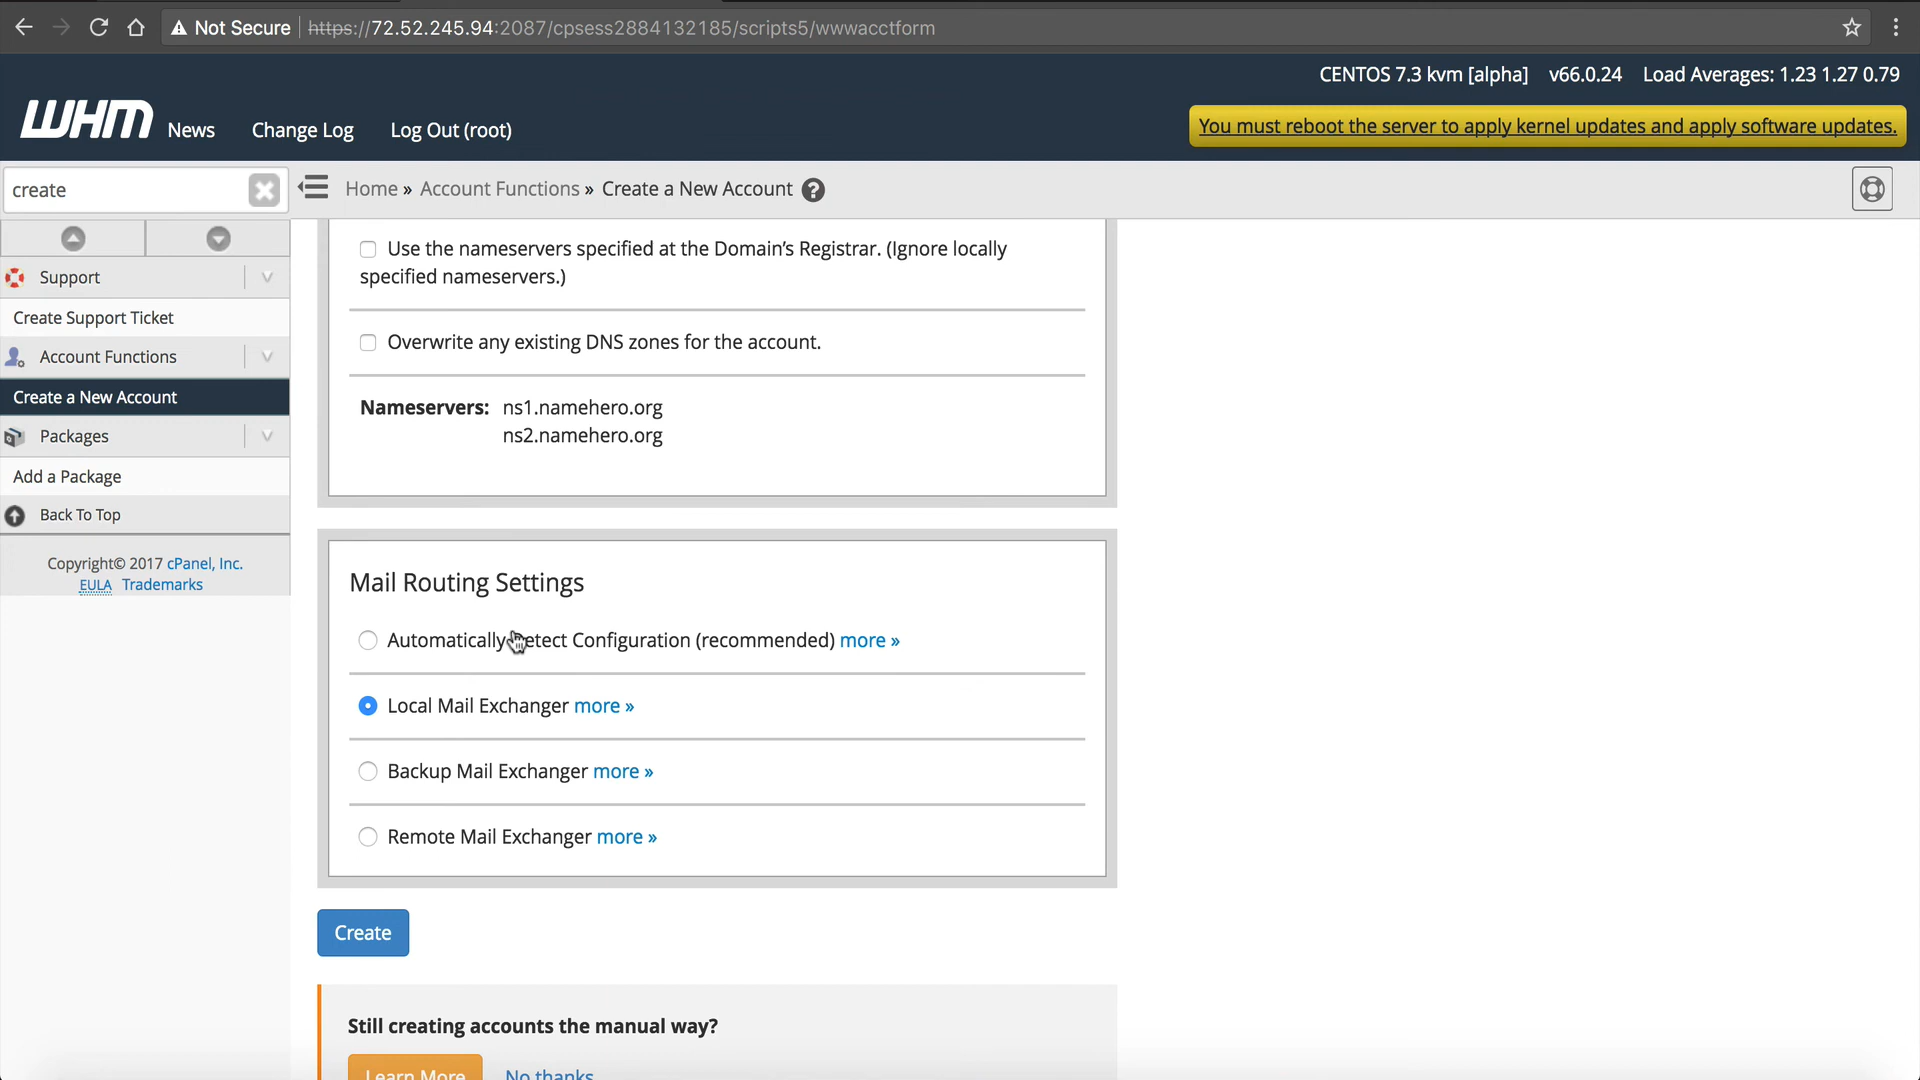 Not Secure
https://72.52.245.94:2087/cpsess2884132185/scripts5/wwwacctform
CENTOS 7.3 kvm [alpha] v66.0.24 Load Averages: 1.23 1.27 0.79
WHM News Change Log Log Out (root)
You must reboot the server to apply kernel updates and apply software updates.
create
Home » Account Functions » Create a New Account ?
Support
Create Support Ticket
Account Functions
Create a New Account
Packages
Add a Package
Back To Top
Copyright© 2017 cPanel, Inc.
EULA Trademarks
Use the nameservers specified at the Domain’s Registrar. (Ignore locally
specified nameservers.)
Overwrite any existing DNS zones for the account.
Nameservers: ns1.namehero.org
ns2.namehero.org
Mail Routing Settings
Automatically Detect Configuration (recommended) more »
Local Mail Exchanger more »
Backup Mail Exchanger more »
Remote Mail Exchanger more »
Create
Still creating accounts the manual way?
Learn More No thanks